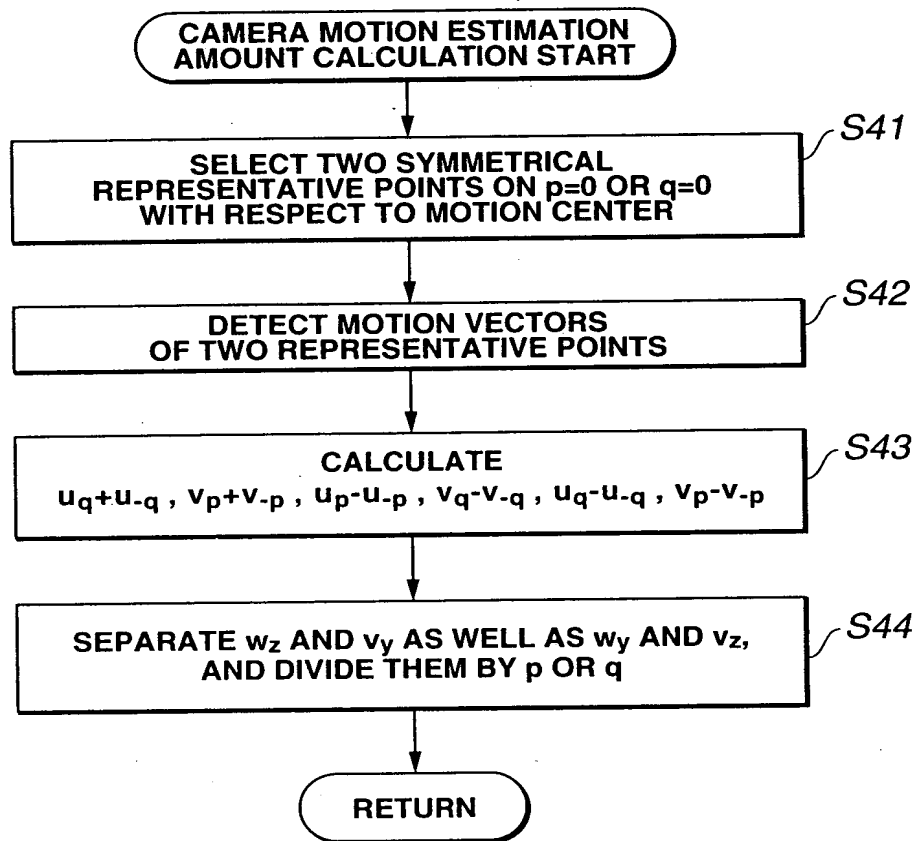 CAMERA MOTION ESTIMATION
AMOUNT CALCULATION START
S41
SELECT TWO SYMMETRICAL
REPRESENTATIVE POINTS ON p=0 OR q=0
WITH RESPECT TO MOTION CENTER
S42
DETECT MOTION VECTORS
OF TWO REPRESENTATIVE POINTS
S43
CALCULATE
uq+u-q , vp+v-p , up-u-p , vq-v-q , uq-u-q , vp-v-p
S44
SEPARATE wz AND vy AS WELL AS wy AND vz,
AND DIVIDE THEM BY p OR q
RETURN